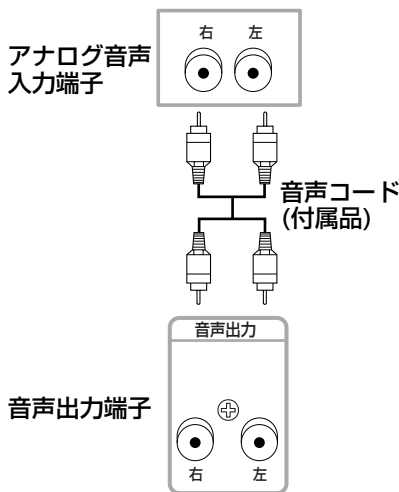 右 左
アナログ音声
入力端子
音声コード
(付属品)
音声出力
音声出力端子
右 左